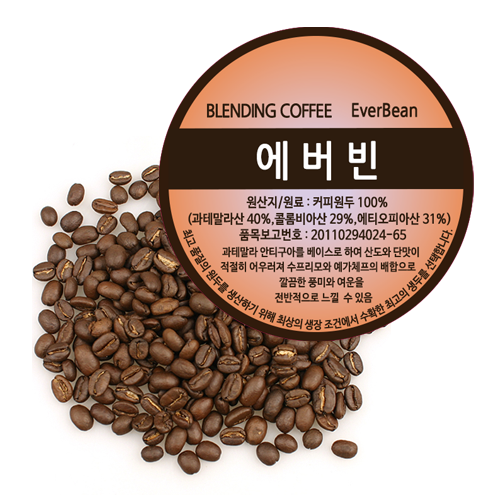 BLENDING COFFEE EverBean
에버빈
원산지/원료 : 커피원두 100%
(과테말라산 40%,콜롬비아산 29%,에티오피아산 31%)
품목보고번호 : 20110294024-65
과테말라 안티구아를 베이스로 하여 산도와 단맛이
적절히 어우러져 수프리모와 예가체프의 배합으로
깔끔한 풍미와 여운을
전반적으로 느낄 수 있음
최고 품질의 원두를 생산하기 위해 최상의 생장 조건에서 수확한 최고의 생두를 선택합니다.